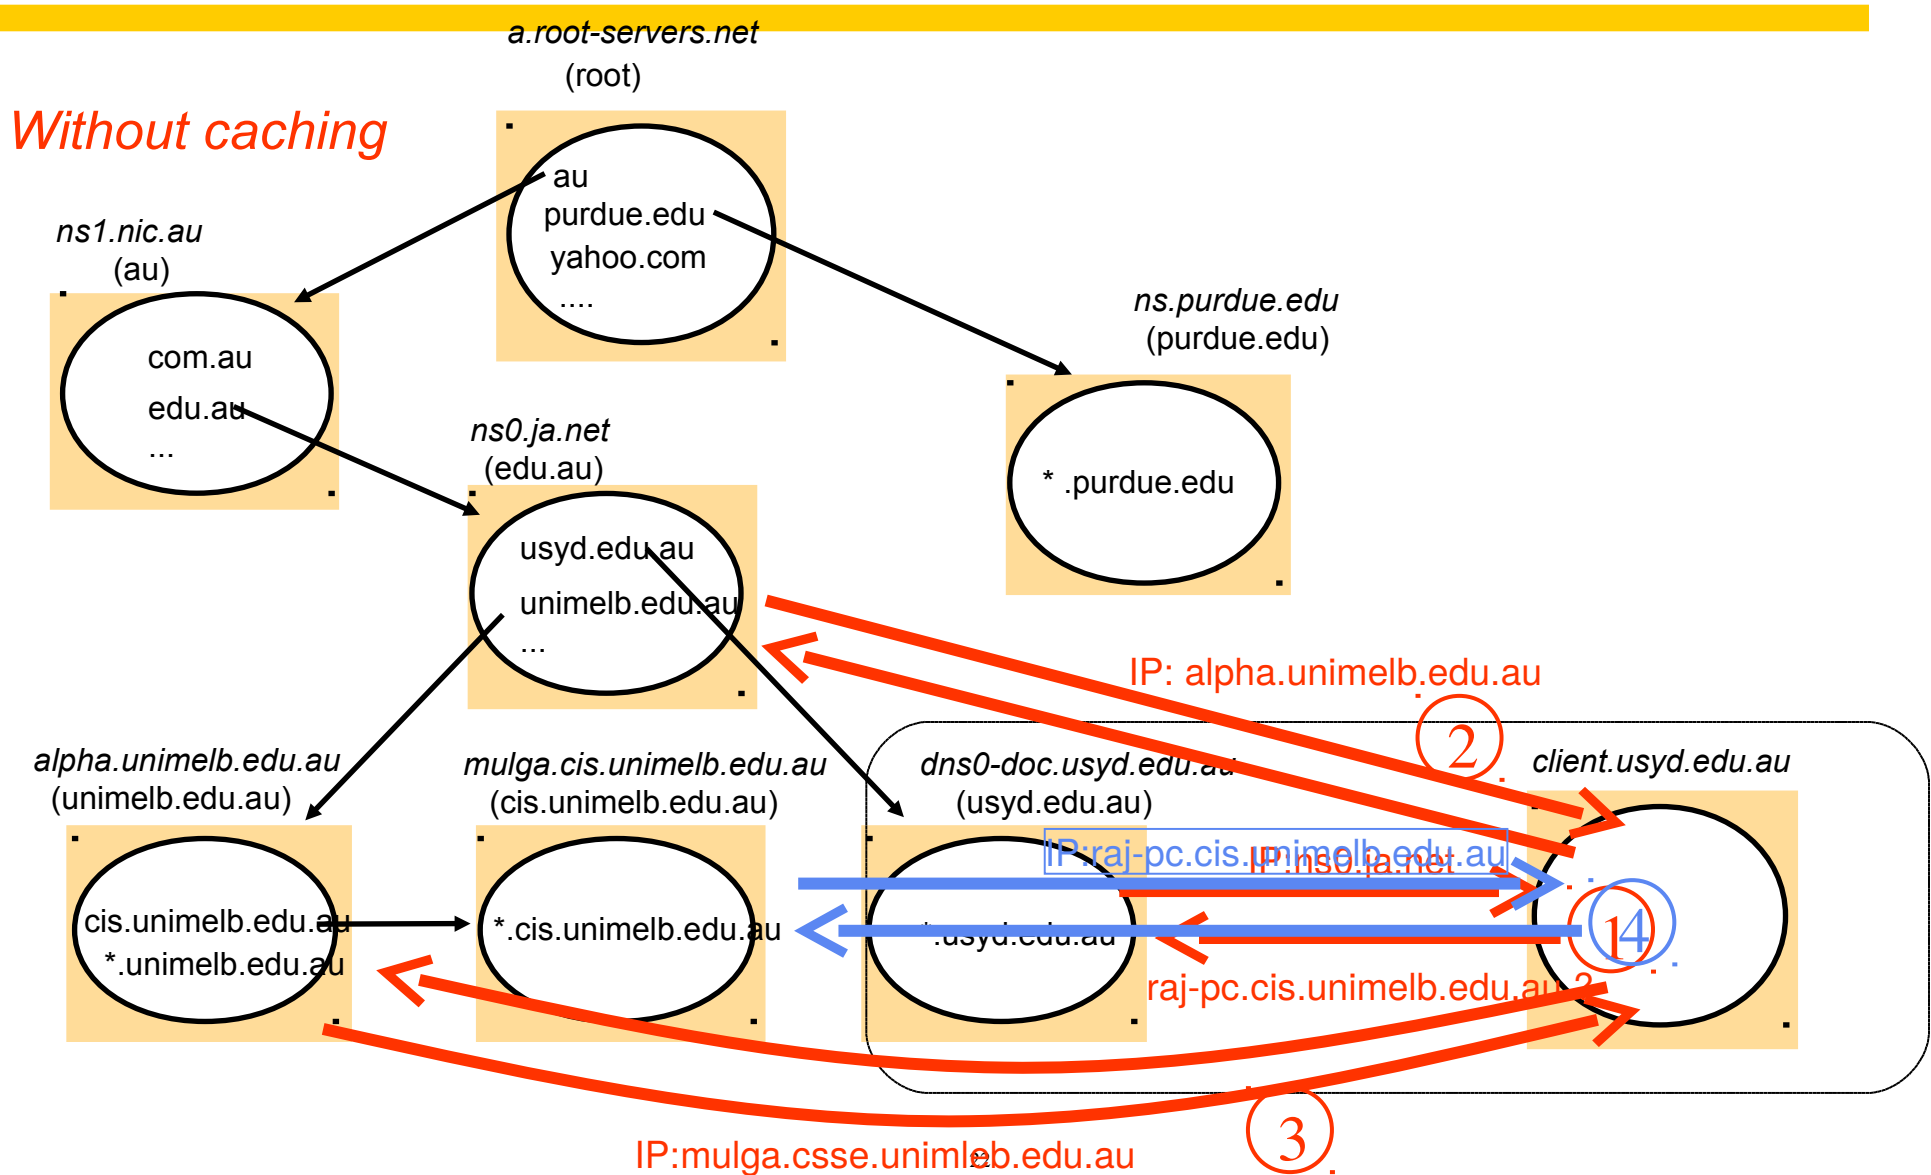 a.root-servers.net
(root)
Without caching
au
purdue.edu
yahoo.com
....
ns1.nic.au
(au)
com.au
edu.au
...
ns.purdue.edu
(purdue.edu)
* .purdue.edu
ns0.ja.net
(edu.au)
usyd.edu.au
unimelb.edu.au
...
IP: alpha.unimelb.edu.au
2
alpha.unimelb.edu.au
(unimelb.edu.au)
cis.unimelb.edu.au
*.unimelb.edu.au
mulga.cis.unimelb.edu.au
(cis.unimelb.edu.au)
*.cis.unimelb.edu.au
dns0-doc.usyd.edu.au
(usyd.edu.au)
*.usyd.edu.au
client.usyd.edu.au
IP:raj-pc.cis.unimelb.edu.au
IP:ns0.ja.net
1
4
raj-pc.cis.unimelb.edu.au ?
3
IP:mulga.csse.unimleb.edu.au
22